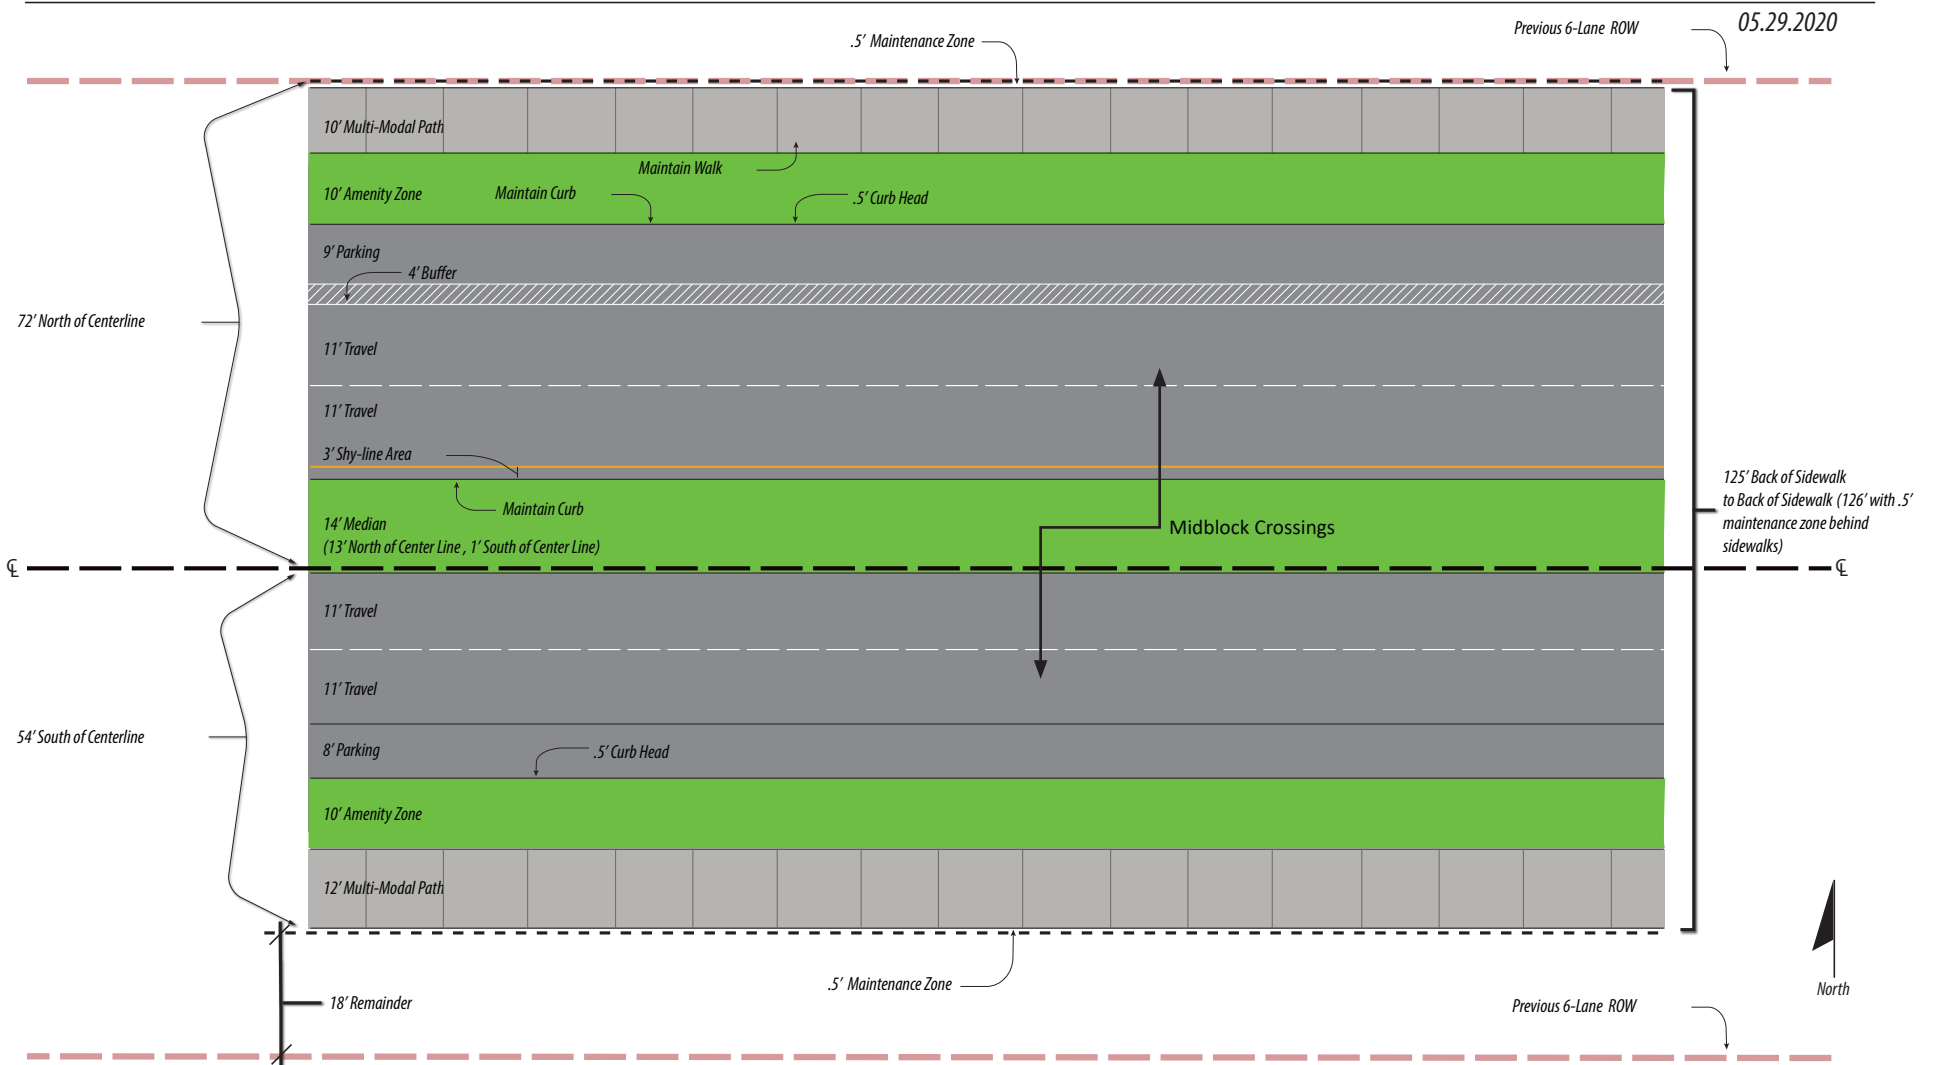 05.29.2020
Previous 6-Lane ROW
.5' Maintenance Zone
10' Multi-Modal Path
Maintain Walk
10' Amenity Zone
Maintain Curb
.5' Curb Head
9' Parking
4' Buffer
72' North of Centerline
11' Travel
11' Travel
3' Shy-line Area
Maintain Curb
14' Median
(13' North of Center Line , 1' South of Center Line)
Midblock Crossings
125' Back of Sidewalk
to Back of Sidewalk (126' with .5'
maintenance zone behind
sidewalks)
℄
℄
11' Travel
11' Travel
54' South of Centerline
8' Parking
.5' Curb Head
10' Amenity Zone
12' Multi-Modal Path
.5' Maintenance Zone
18' Remainder
Previous 6-Lane ROW
North